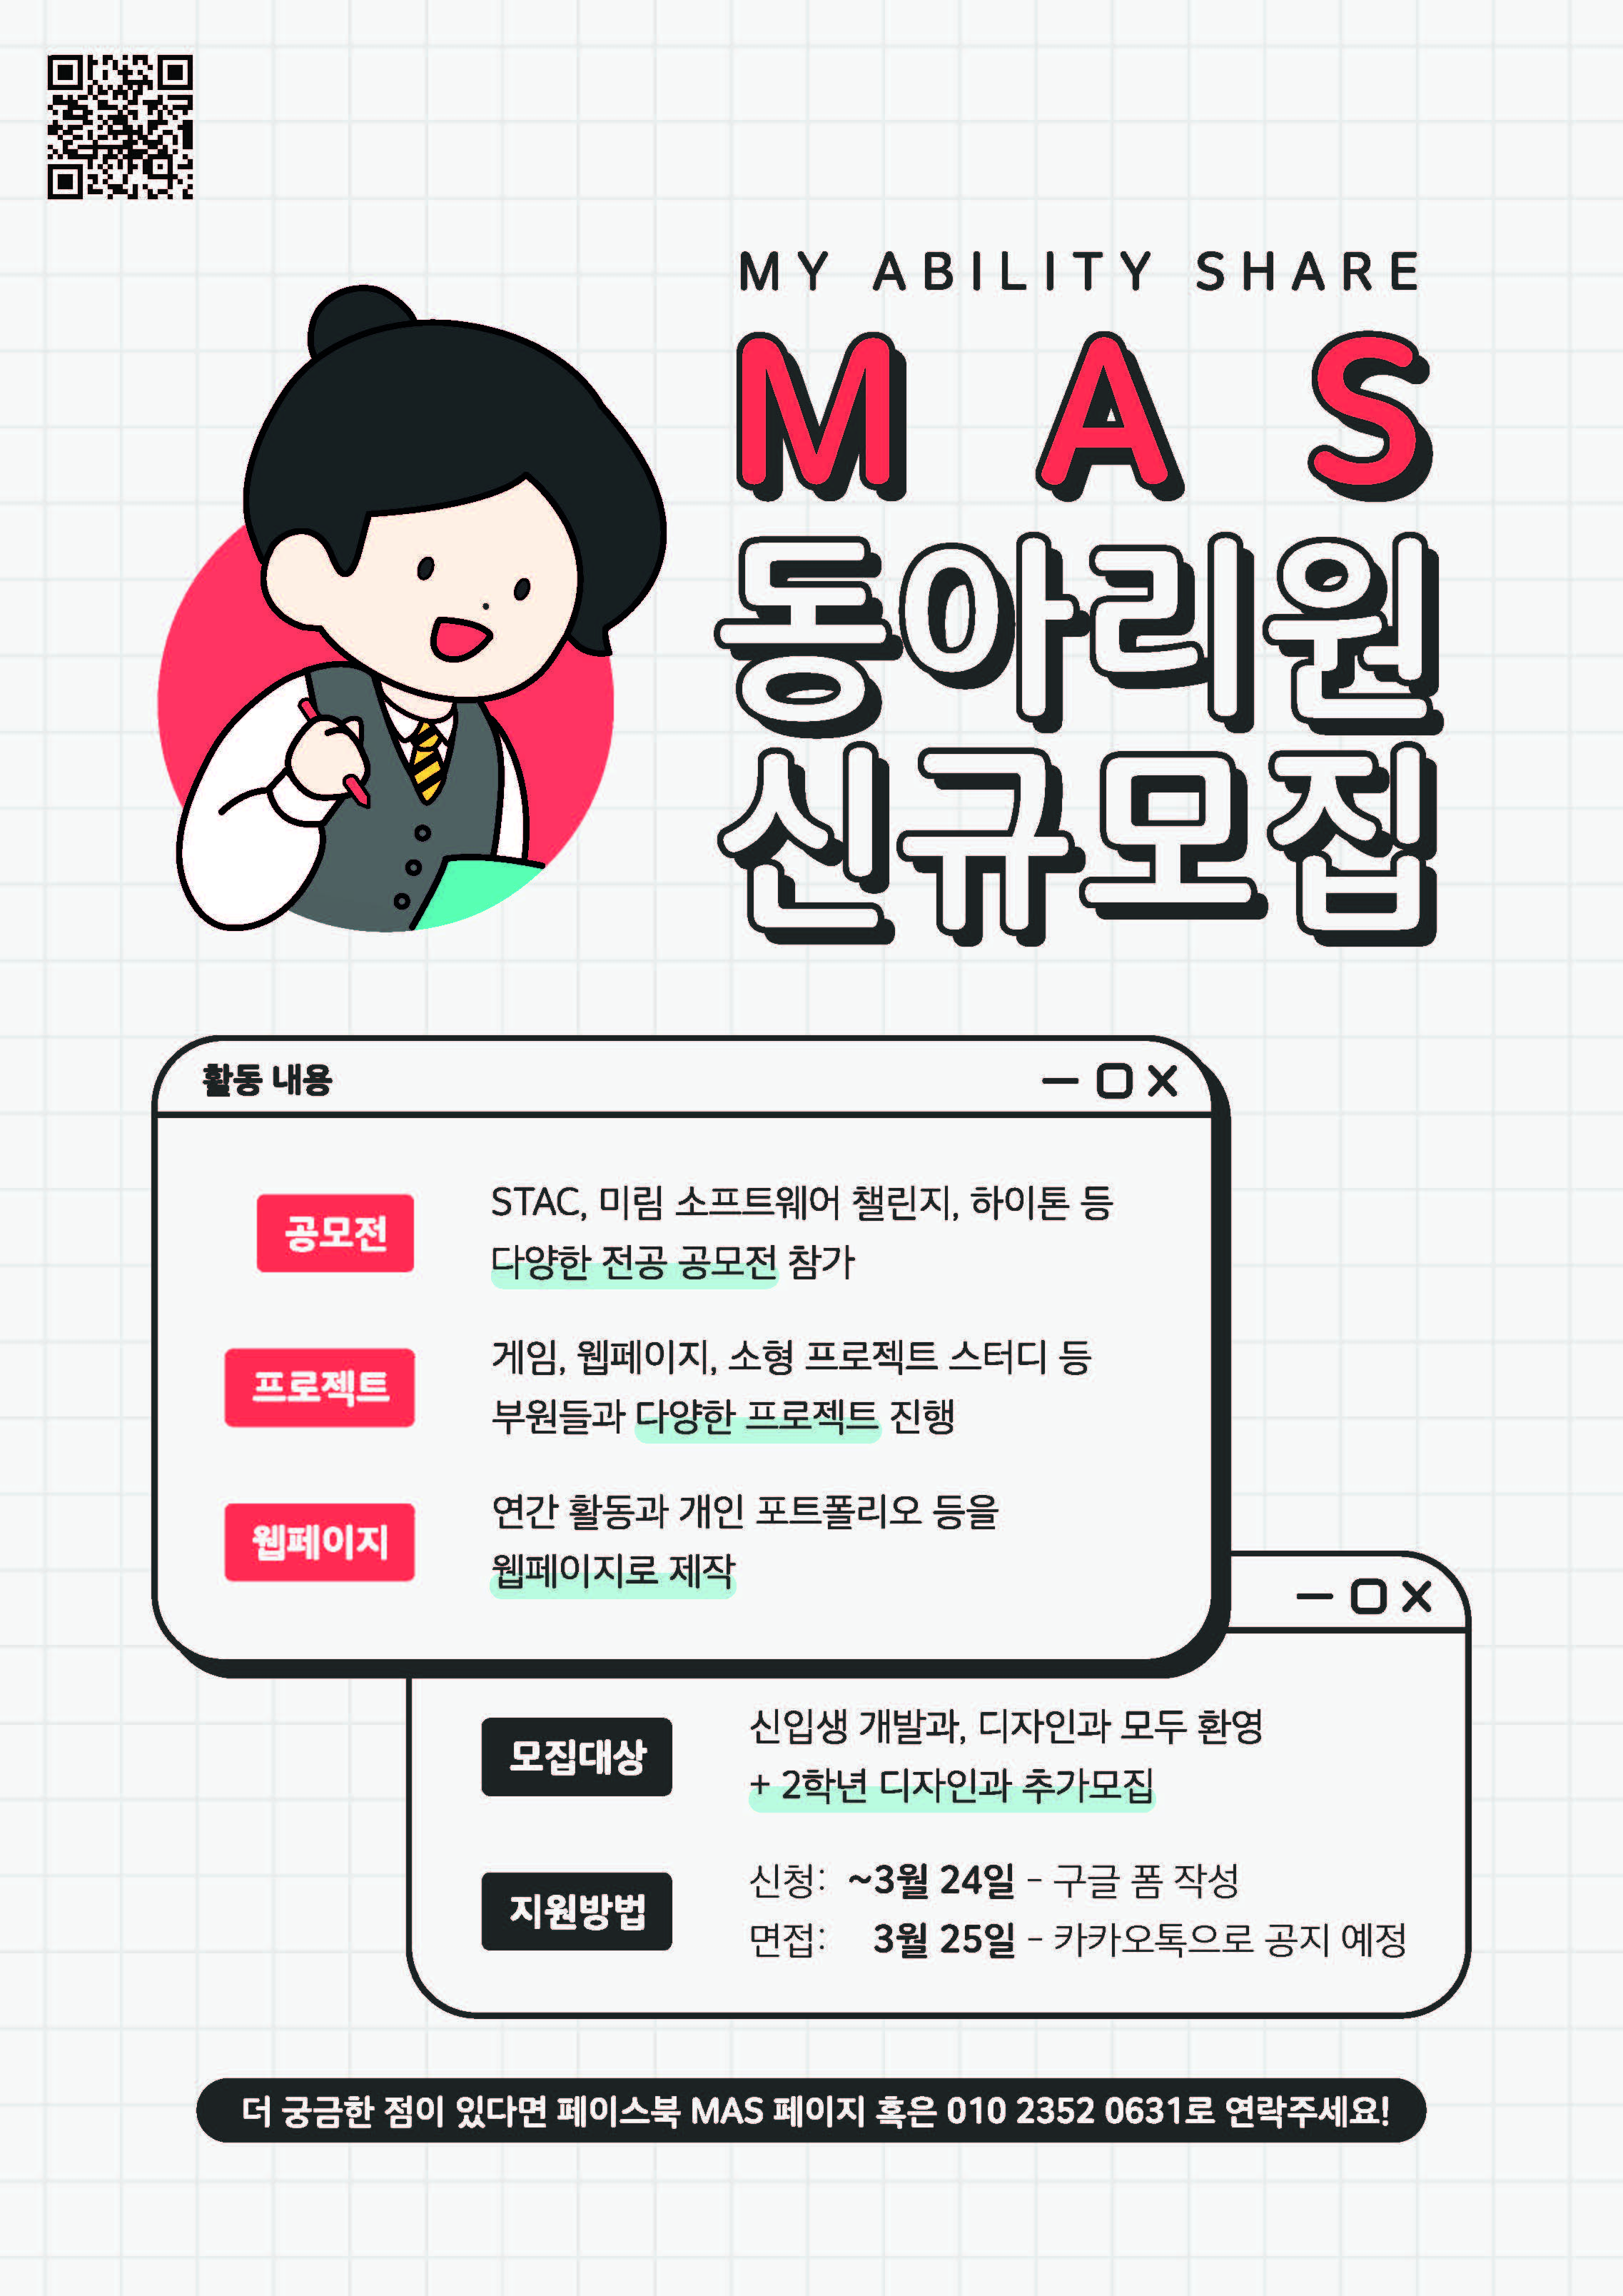 MY ABILITY SHARE
MAS
동아리원
신규모집
활동 내용
공모전
STAC, 미림 소프트웨어 챌린지, 하이톤 등
다양한 전공 공모전 참가
프로젝트
게임, 웹페이지, 소형 프로젝트 스터디 등
부원들과 다양한 프로젝트 진행
웹페이지
연간 활동과 개인 포트폴리오 등을
웹페이지로 제작
모집대상
신입생 개발과, 디자인과 모두 환영
+ 2학년 디자인과 추가모집
지원방법
신청: ~3월 24일 - 구글 폼 작성
면접: 3월 25일 - 카카오톡으로 공지 예정
더 궁금한 점이 있다면 페이스북 MAS 페이지 혹은 010 2352 0631로 연락주세요!